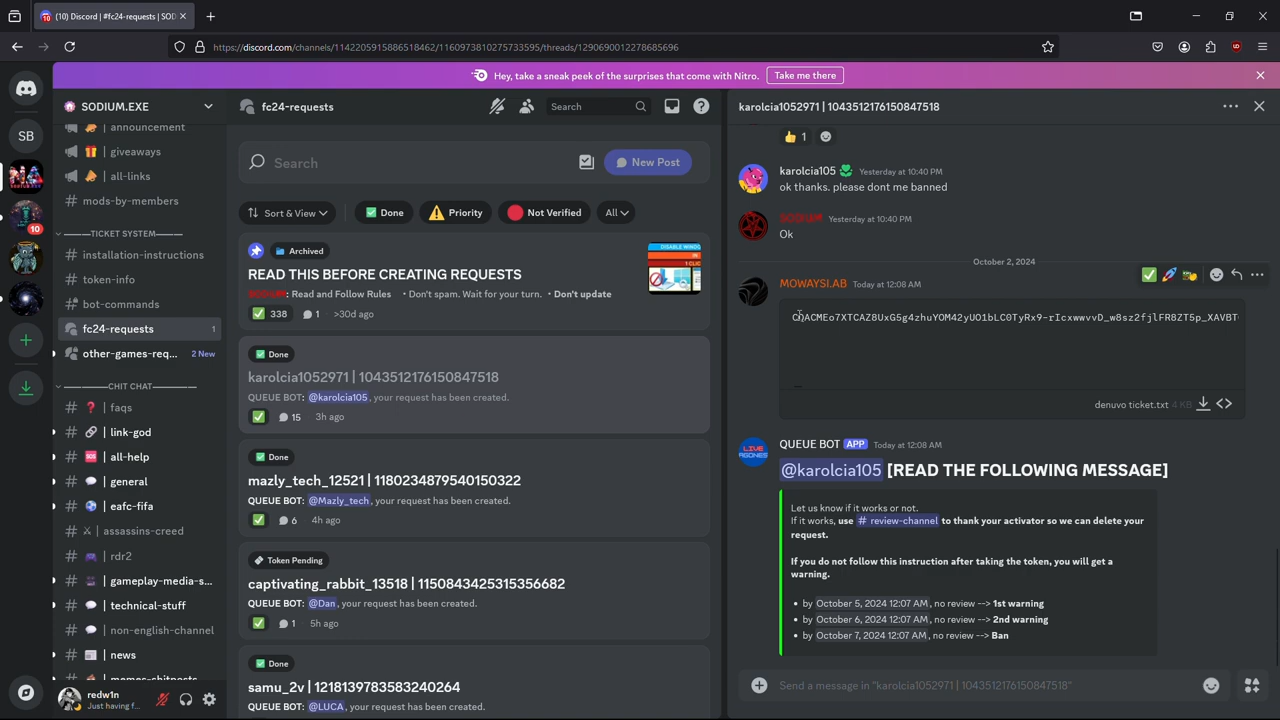 (10) Discord | #fc24-requests | SOD
https://discord.com/channels/1142205915886518462/1160973810275733595/threads/1290690012278685696
Hey, take a sneak peek of the surprises that come with Nitro. Take me there
SODIUM.EXE
announcement
giveaways
all-links
mods-by-members
TICKET SYSTEM
installation-instructions
token-info
bot-commands
fc24-requests 1
other-games-req... 2 New
CHIT CHAT
faqs
link-god
all-help
general
eafc-fifa
assassins-creed
rdr2
gameplay-media-s...
technical-stuff
non-english-channel
news
SB
10
redw1n
Just having f...
fc24-requests
Search
Search
New Post
Sort & View
Done
Priority
Not Verified
All
Archived
READ THIS BEFORE CREATING REQUESTS
SODIUM: Read and Follow Rules • Don't spam. Wait for your turn. • Don't update
338 1 >30d ago
DISABLE WINDO
1 CLIC
Done
karolcia1052971 | 1043512176150847518
QUEUE BOT: @karolcia105, your request has been created.
15 3h ago
Done
mazly_tech_12521 | 1180234879540150322
QUEUE BOT: @Mazly_tech, your request has been created.
6 4h ago
Token Pending
captivating_rabbit_13518 | 1150843425315356682
QUEUE BOT: @Dan, your request has been created.
1 5h ago
Done
samu_2v | 1218139783583240264
QUEUE BOT: @LUCA, your request has been created.
karolcia1052971 | 1043512176150847518
1
karolcia105 Yesterday at 10:40 PM
ok thanks. please dont me banned
SODIUM Yesterday at 10:40 PM
Ok
October 2, 2024
MOWAYSLAB Today at 12:08 AM
denuvo ticket.txt 4 KB
QUEUE BOT APP Today at 12:08 AM
@karolcia105 [READ THE FOLLOWING MESSAGE]
Let us know if it works or not.
If it works, use # review-channel to thank your activator so we can delete your
request.
If you do not follow this instruction after taking the token, you will get a
warning.
• by October 5, 2024 12:07 AM, no review --> 1st warning
• by October 6, 2024 12:07 AM, no review --> 2nd warning
• by October 7, 2024 12:07 AM, no review --> Ban
Send a message in "karolcia1052971 | 1043512176150847518"